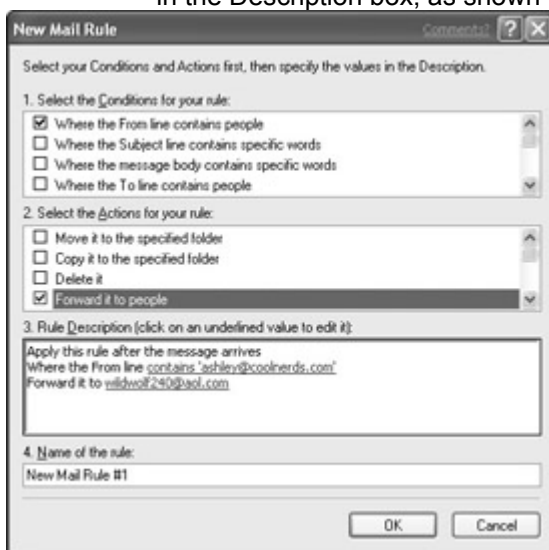 in the Description box, as shown
New Mail Rule Comments? ? X
Select your Conditions and Actions first, then specify the values in the Description.
1. Select the Conditions for your rule:
Where the From line contains people
Where the Subject line contains specific words
Where the message body contains specific words
Where the To line contains people
2. Select the Actions for your rule:
Move it to the specified folder
Copy it to the specified folder
Delete it
Forward it to people
3. Rule Description (click on an underlined value to edit it):
Apply this rule after the message arrives
Where the From line contains 'ashley@coolnerds.com'
Forward it to wildwolf240@aol.com
4. Name of the rule:
New Mail Rule #1
OK Cancel